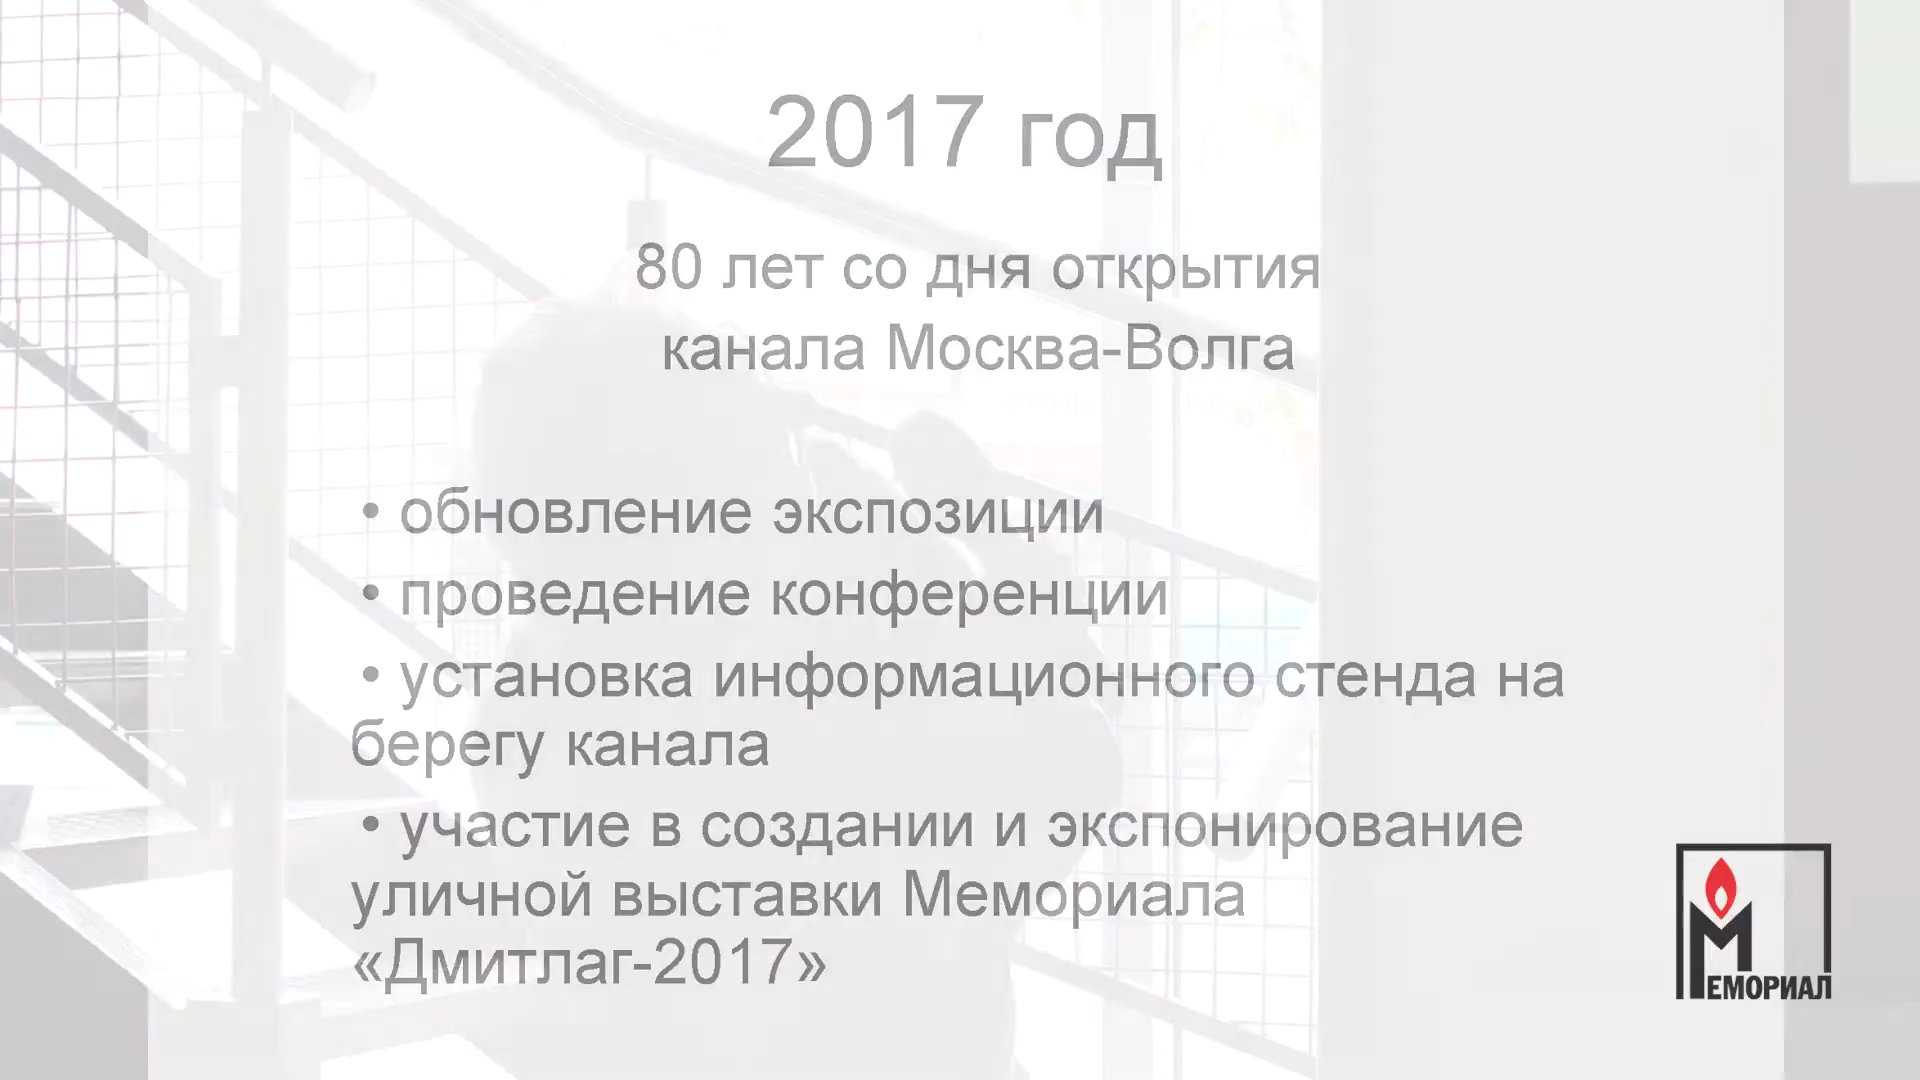 2017 год
80 лет со дня открытия
канала Москва-Волга
• обновление экспозиции
• проведение конференции
• установка информационного стенда на
берегу канала
• участие в создании и экспонирование
уличной выставки Мемориала
«Дмитлаг-2017»
МЕМОРИАЛ